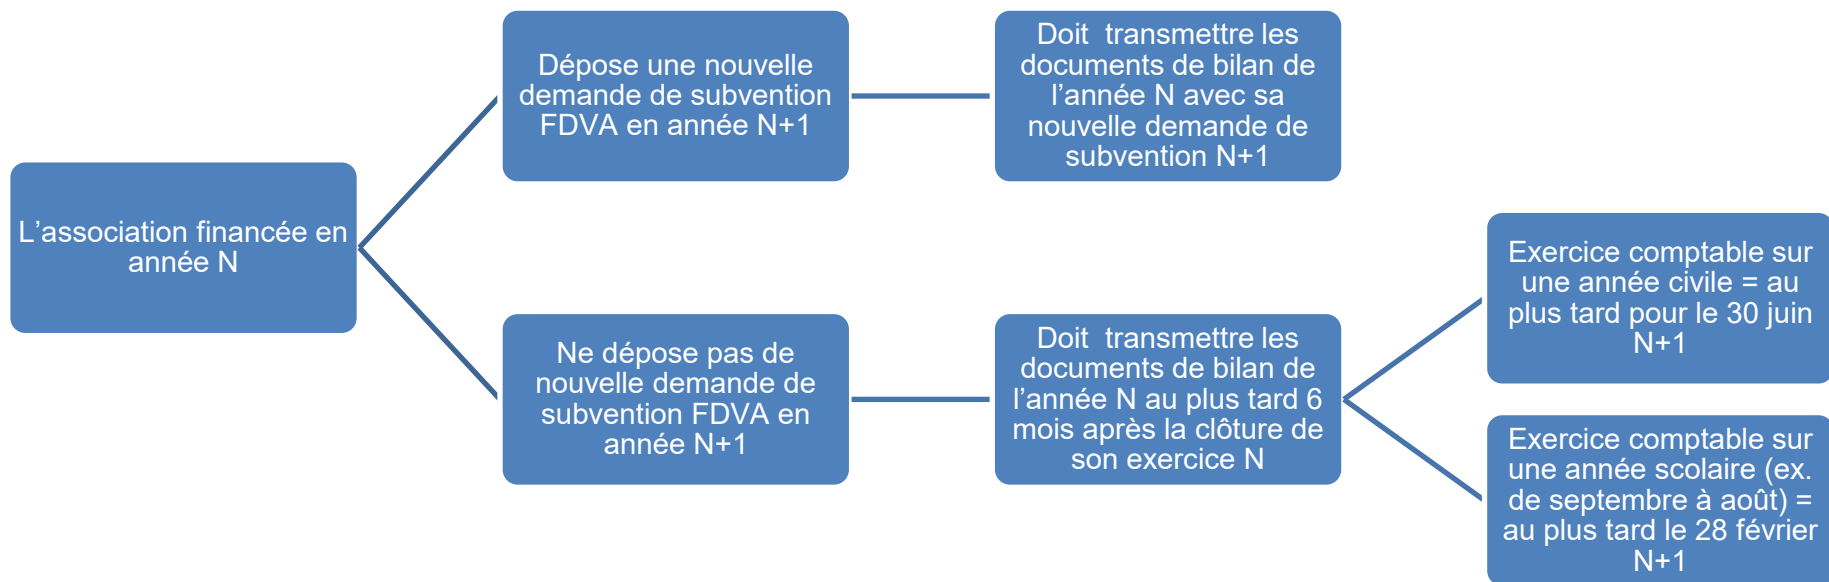 L’association financée en
année N
Dépose une nouvelle
demande de subvention
FDVA en année N+1
Doit  transmettre les
documents de bilan de
l’année N avec sa
nouvelle demande de
subvention N+1
Ne dépose pas de
nouvelle demande de
subvention FDVA en
année N+1
Doit  transmettre les
documents de bilan de
l’année N au plus tard 6
mois après la clôture de
son exercice N
Exercice comptable sur
une année civile = au
plus tard pour le 30 juin
N+1
Exercice comptable sur
une année scolaire (ex.
de septembre à août) =
au plus tard le 28 février
N+1